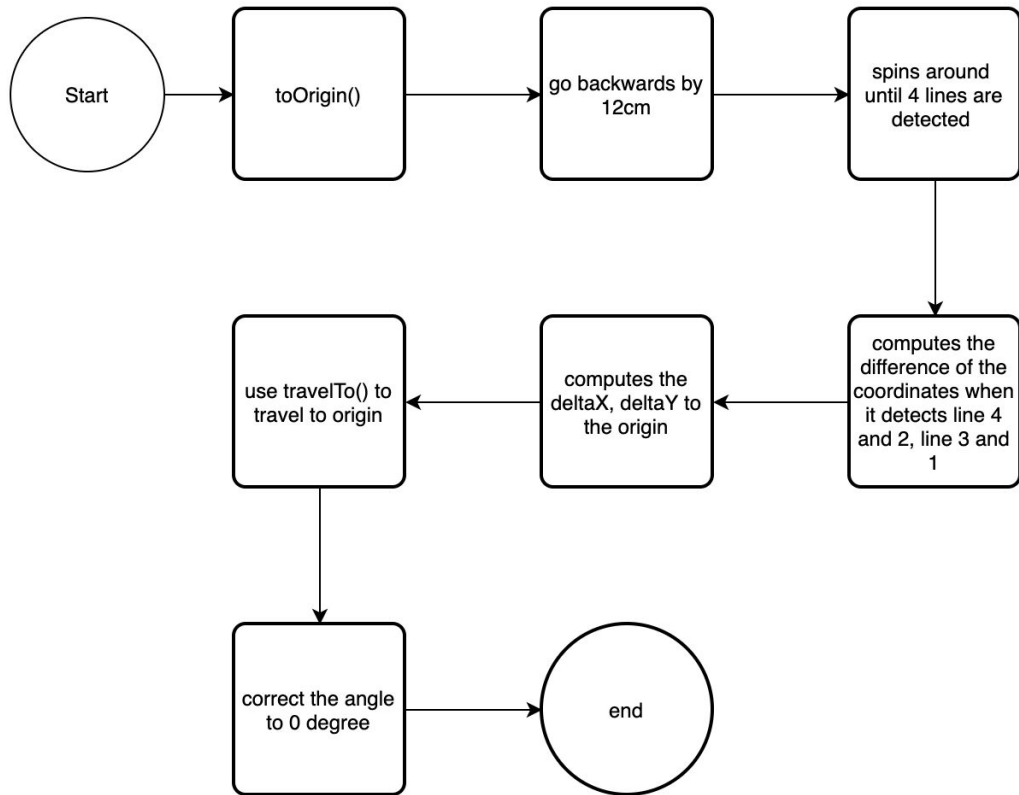 Start
toOrigin()
go backwards by
12cm
spins around
until 4 lines are
detected
computes the
difference of the
coordinates when
it detects line 4
and 2, line 3 and
1
computes the
deltaX, deltaY to
the origin
use travelTo() to
travel to origin
correct the angle
to 0 degree
end